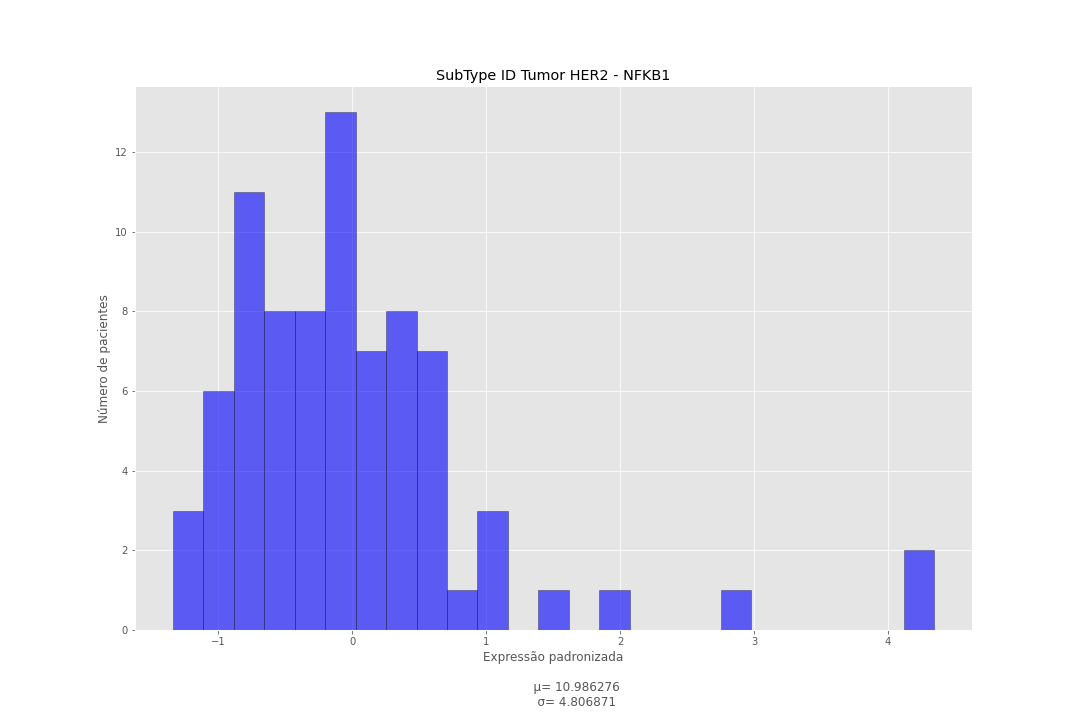 SubType ID Tumor HER2 - NFKB1
12
10
8
6
4
2
0
Número de pacientes
−1 0 1 2 3 4
Expressão padronizada
μ= 10.986276
σ= 4.806871